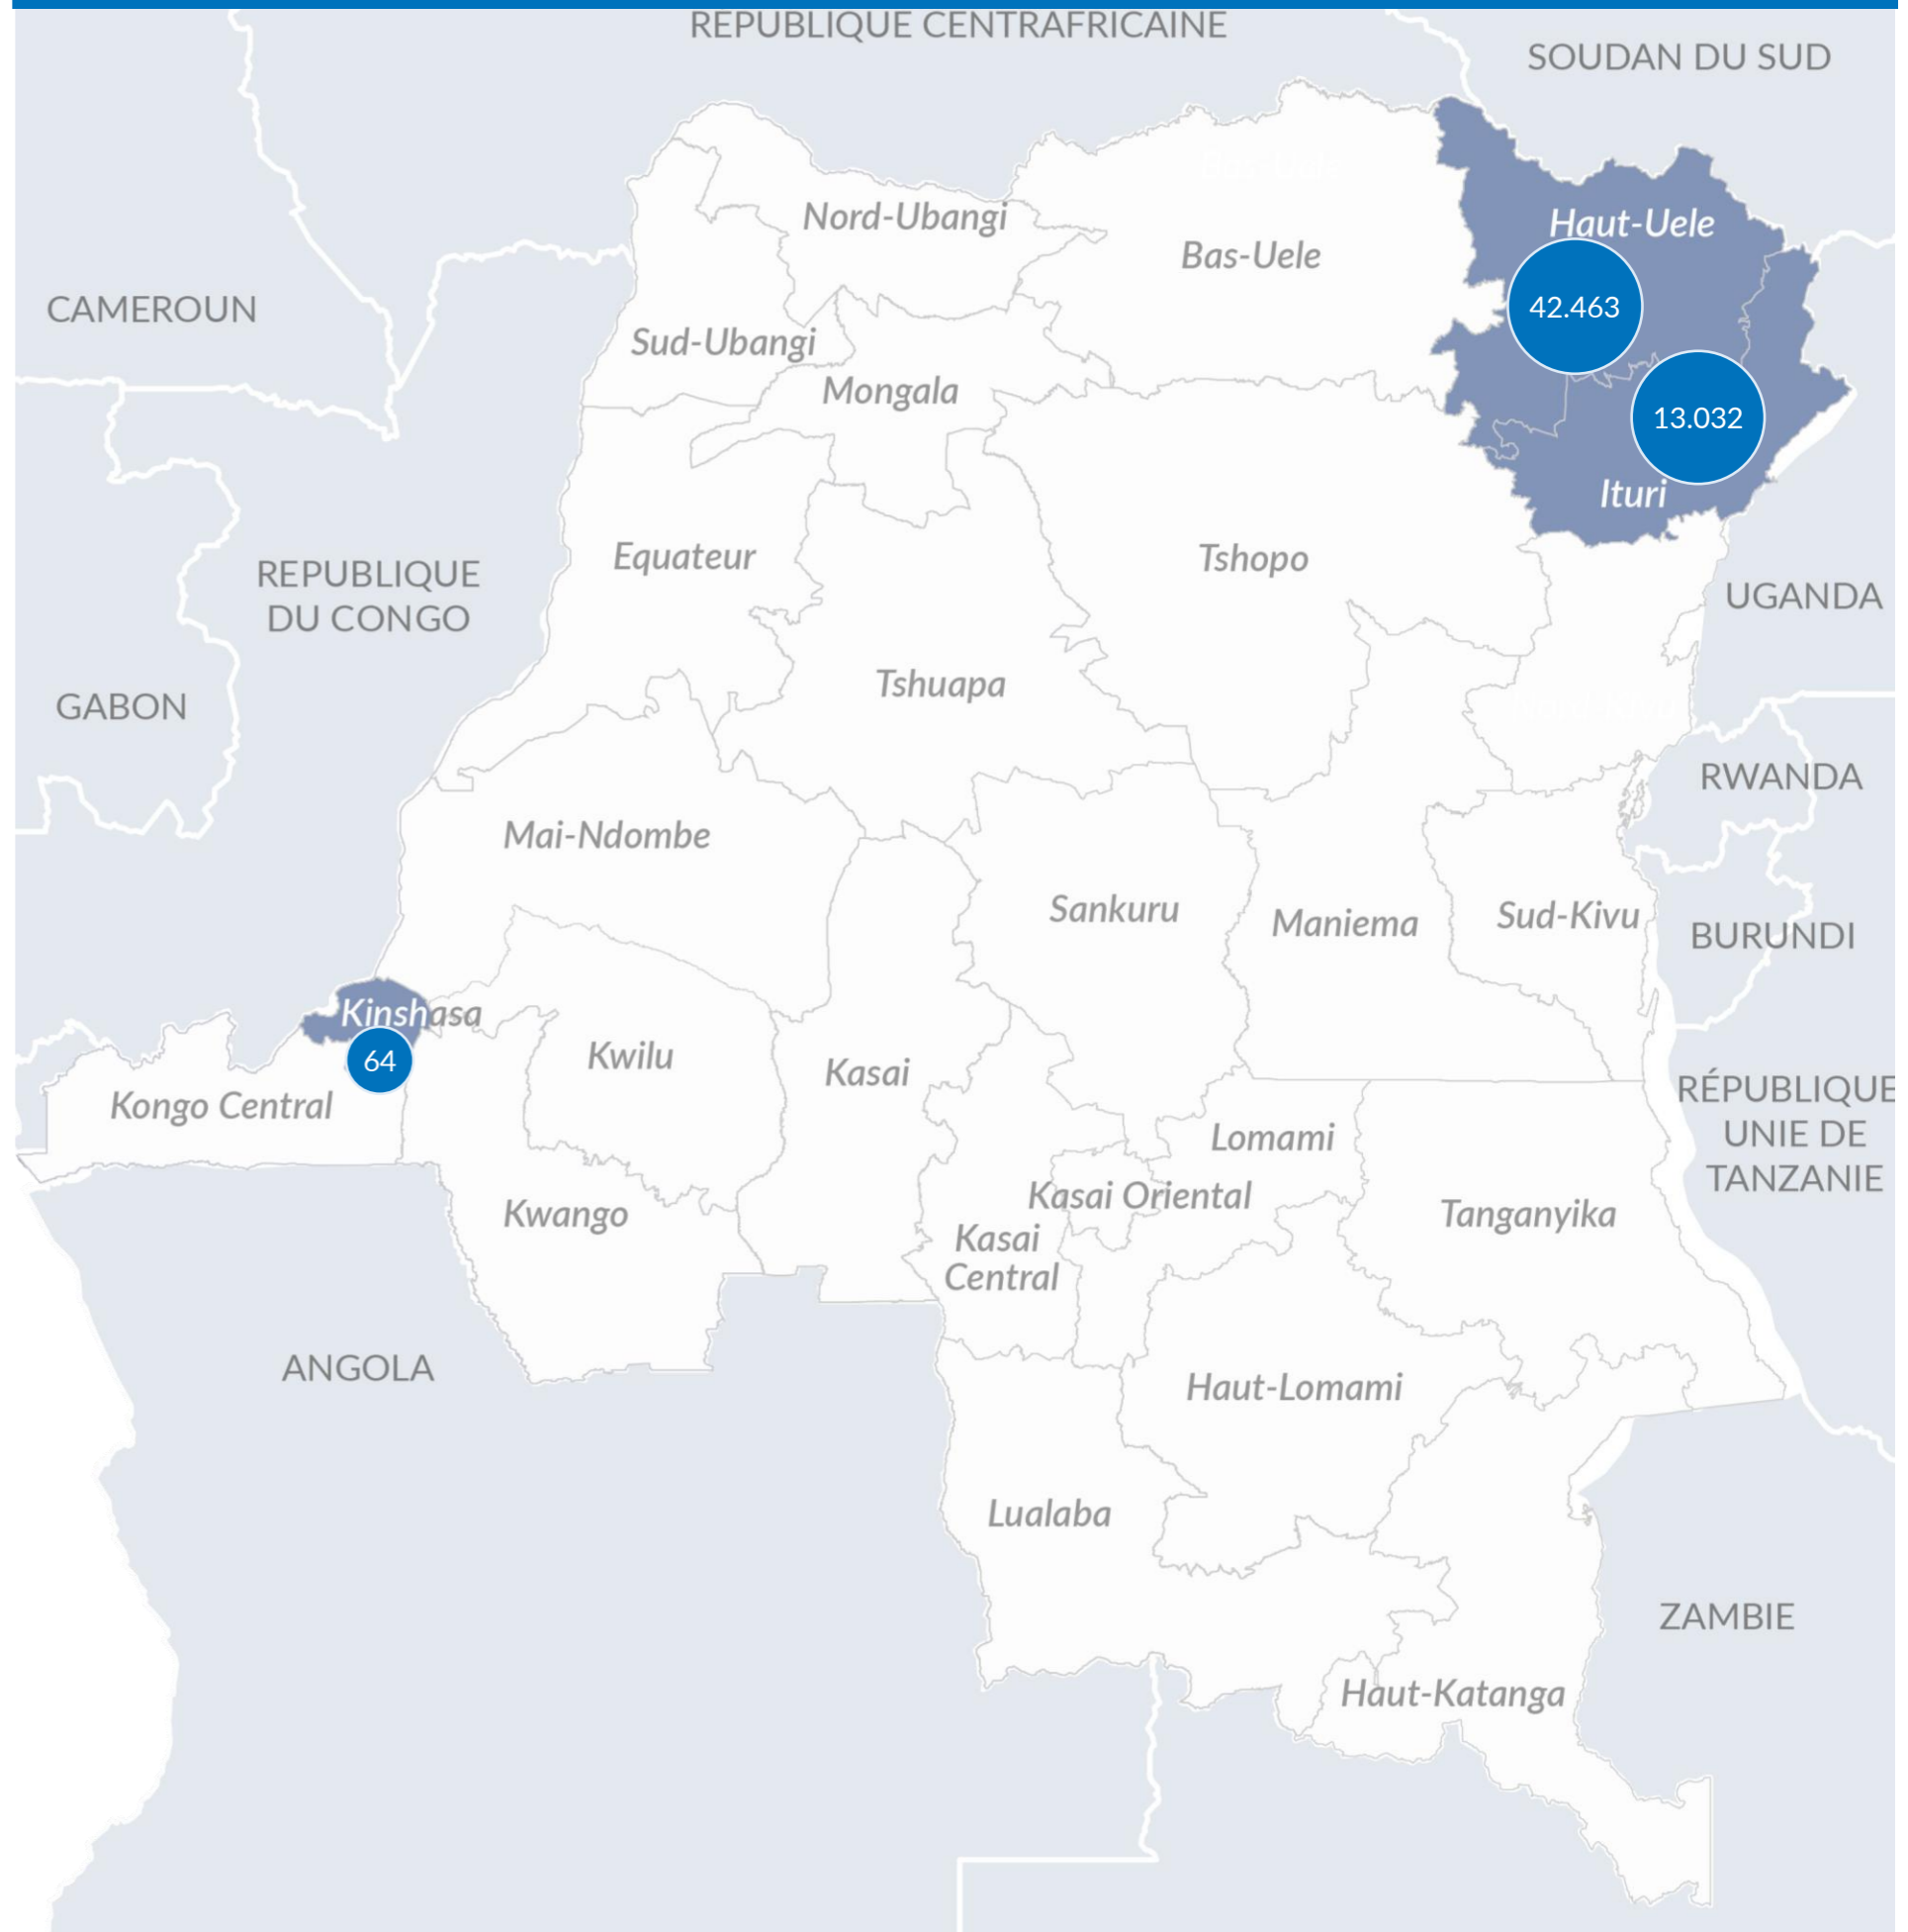 REPUBLIQUE CENTRAFRICAINE
SOUDAN DU SUD
Haut-Uele
Nord-Ubangi
Bas-Uele
42.463
CAMEROUN
Sud-Ubangi
Mongala
13.032
Ituri
Equateur
Tshopo
REPUBLIQUE
DU CONGO
UGANDA
Tshuapa
GABON
RWANDA
Mai-Ndombe
Sankuru
Maniema
Sud-Kivu
BURUNDI
Kinshasa
64
Kwilu
Kasai
Kongo Central
RÉPUBLIQUE
UNIE DE
TANZANIE
Lomami
Kasai Oriental
Kwango
Tanganyika
Kasai
Central
ANGOLA
Haut-Lomami
Lualaba
ZAMBIE
Haut-Katanga